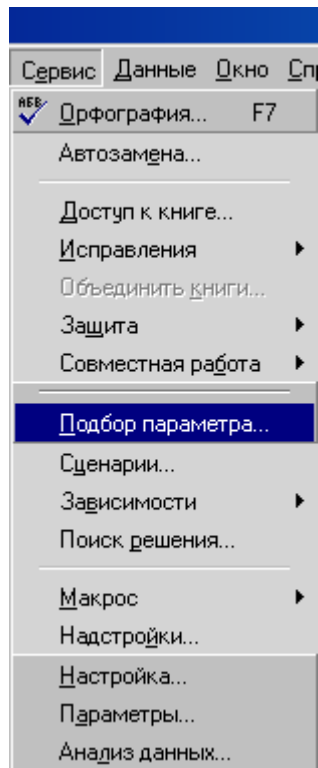 Сервис Данные Окно Сп
АБВ Орфография... F7
Автозамена...
Доступ к книге...
Исправления
Объединить книги...
Защита
Совместная работа
Подбор параметра...
Сценарии...
Зависимости
Поиск решения...
Макрос
Надстройки...
Настройка...
Параметры...
Анализ данных...